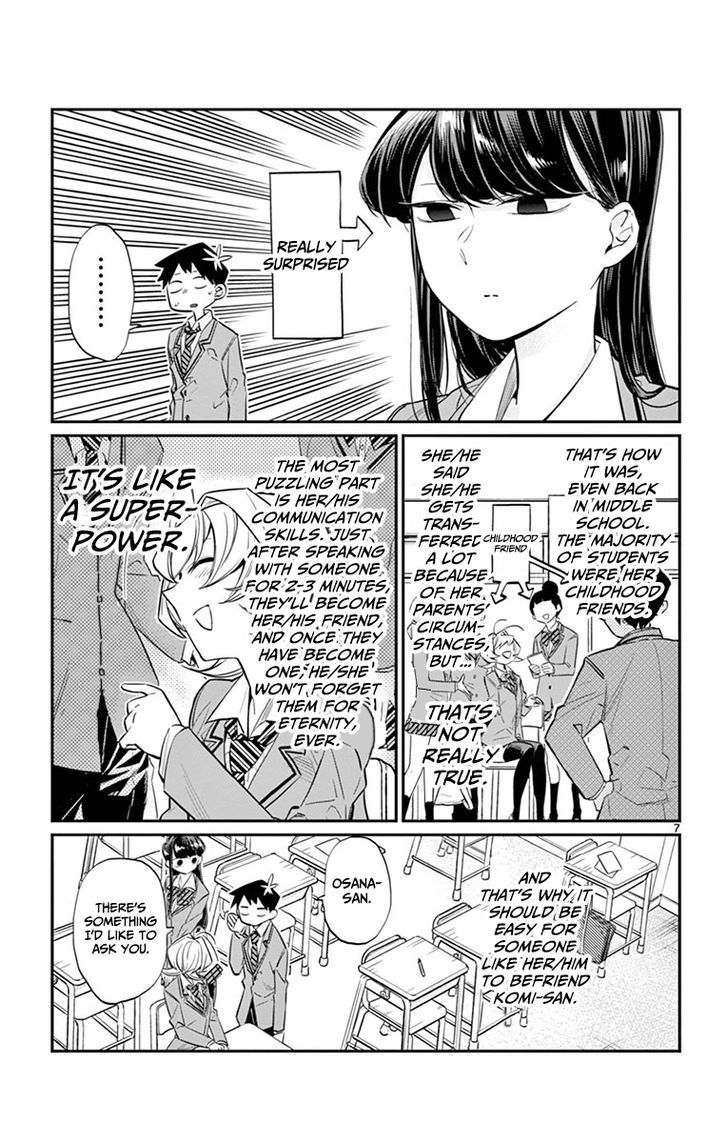 REALLY
SURPRISED
.........
THAT'S HOW
IT WAS,
EVEN BACK
IN MIDDLE
SCHOOL.
THE MAJORITY
OF STUDENTS
WERE HER
CHILDHOOD
FRIENDS.
CHILDHOOD
FRIEND
SHE/HE
SAID
SHE/HE
GETS
TRANS-
FERRED
A LOT
BECAUSE
OF HER
PARENTS'
CIRCUM-
STANCES,
BUT...
THAT'S
NOT
REALLY
TRUE.
THE MOST
PUZZLING PART
IS HER/HIS
COMMUNICATION
SKILLS. JUST
AFTER SPEAKING
WITH SOMEONE
FOR 2-3 MINUTES,
THEY'LL BECOME
HER/HIS FRIEND,
AND ONCE THEY
HAVE BECOME
ONE, HE/SHE
WON'T FORGET
THEM FOR
ETERNITY,
EVER.
IT'S LIKE
A SUPER-
POWER.
7
AND
THAT'S WHY IT
SHOULD BE
EASY FOR
SOMEONE
LIKE HER/HIM
TO BEFRIEND
KOMI-SAN.
OSANA-
SAN.
THERE'S
SOMETHING
I'D LIKE TO
ASK YOU.